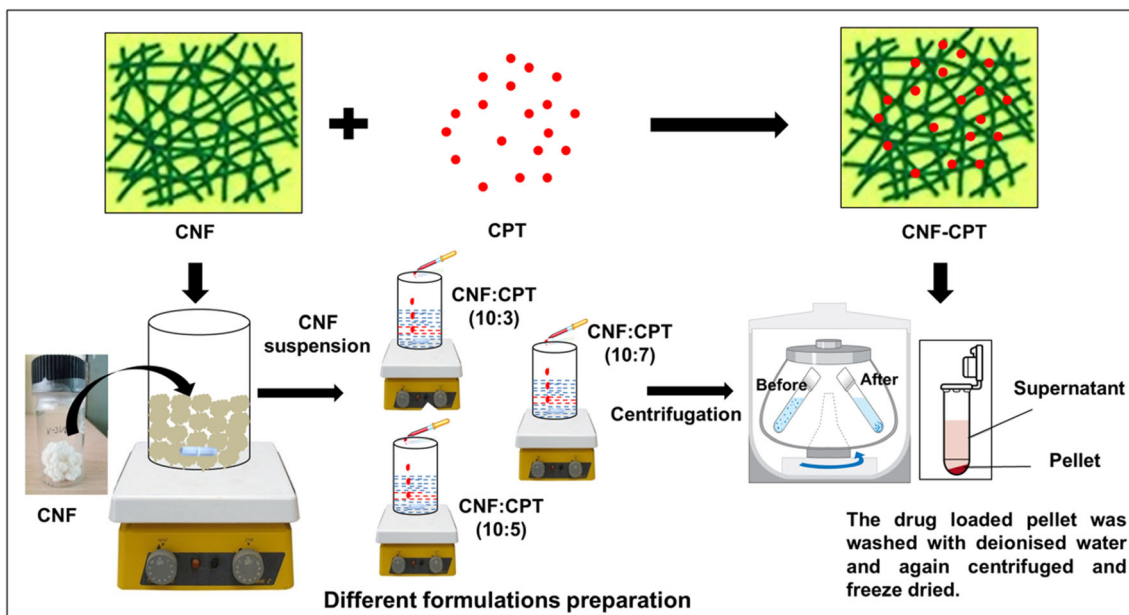 CNF
CPT
CNF-CPT
CNF
suspension
CNF:CPT
(10:3)
CNF:CPT
(10:7)
CNF:CPT
(10:5)
Centrifugation
Before
After
Supernatant
Pellet
CNF
The drug loaded pellet was
washed with deionised water
and again centrifuged and
freeze dried.
Different formulations preparation